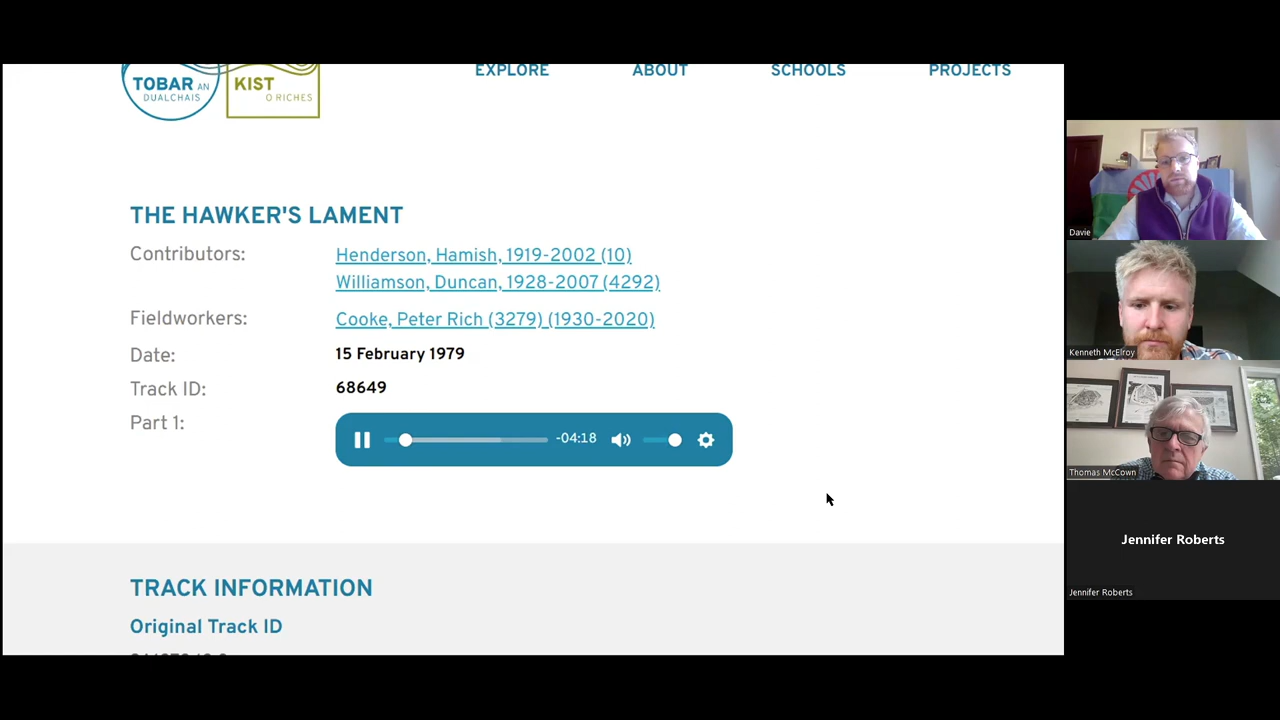 TOBAR AN
DUALCHAIS
KIST
O RICHES
EXPLORE
ABOUT
SCHOOLS
PROJECTS
THE HAWKER'S LAMENT
Contributors:
Henderson, Hamish, 1919-2002 (10)
Williamson, Duncan, 1928-2007 (4292)
Fieldworkers:
Cooke, Peter Rich (3279) (1930-2020)
Date:
15 February 1979
Track ID:
68649
Part 1:
-04:18
TRACK INFORMATION
Original Track ID
Davie
Kenneth McElroy
Thomas McCown
Jennifer Roberts
Jennifer Roberts